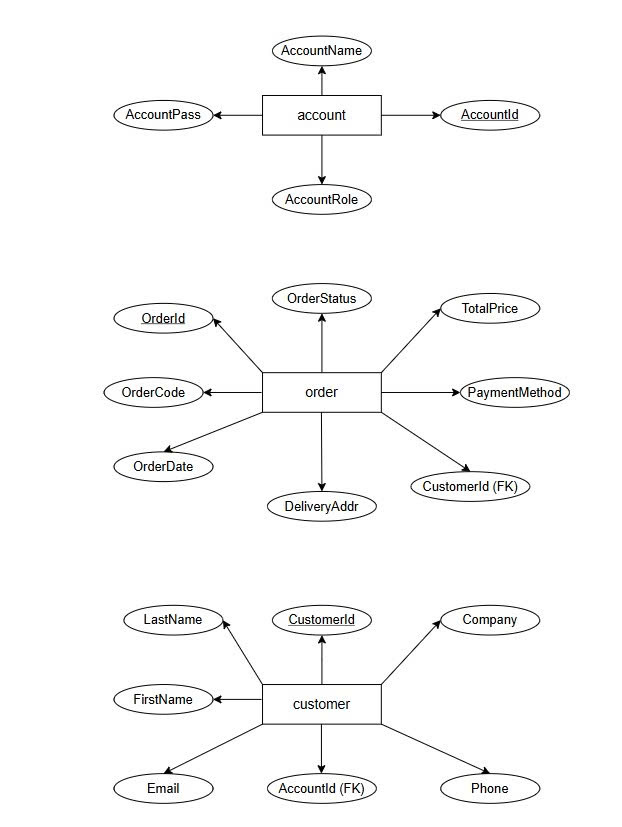 AccountName
AccountPass
account
AccountId
AccountRole
OrderStatus
OrderId
TotalPrice
OrderCode
order
PaymentMethod
OrderDate
CustomerId (FK)
DeliveryAddr
LastName
CustomerId
Company
FirstName
customer
Email
AccountId (FK)
Phone